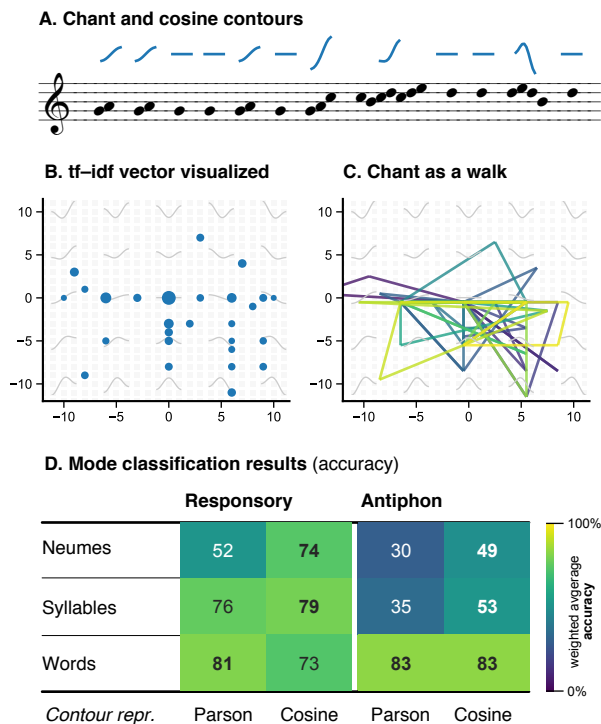 A. Chant and cosine contours
B. tf–idf vector visualized
C. Chant as a walk
10
5
0
−5
−10
−10
−5
0
5
10
10
5
0
−5
−10
−10
−5
0
5
10
D. Mode classification results (accuracy)
Responsory Antiphon
Neumes 52 74 30 49
Syllables 76 79 35 53
Words 81 73 83 83
Contour repr. Parson Cosine Parson Cosine
100%
0%
weighted avgerage
accuracy